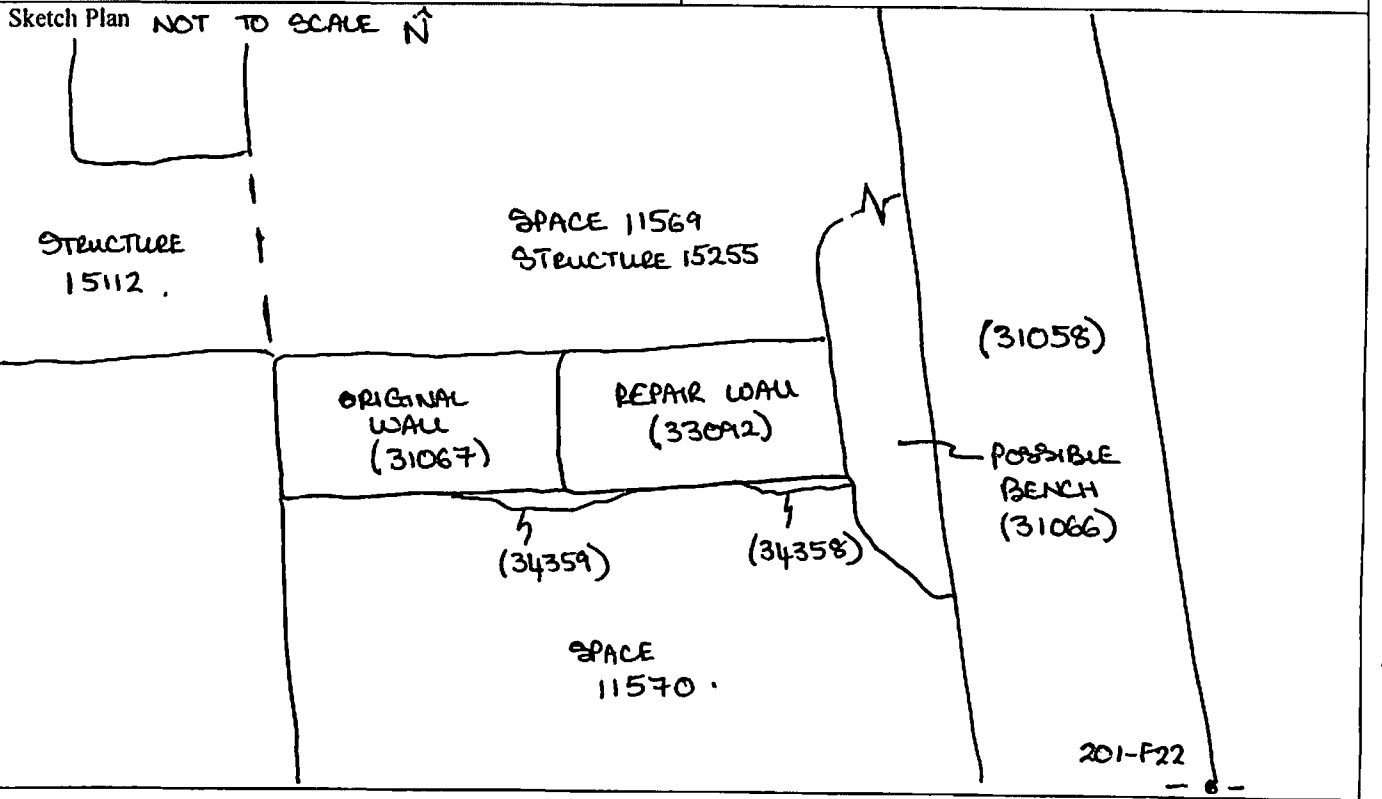 Sketch Plan NOT TO SCALE N
STRUCTURE
15112 .
SPACE 11569
STRUCTURE 15255
(31058)
ORIGINAL
WALL
(31067)
REPAIR WALL
(33092)
POSSIBLE
BENCH
(31066)
(34359)
(34358)
SPACE
11570 .
201-F22